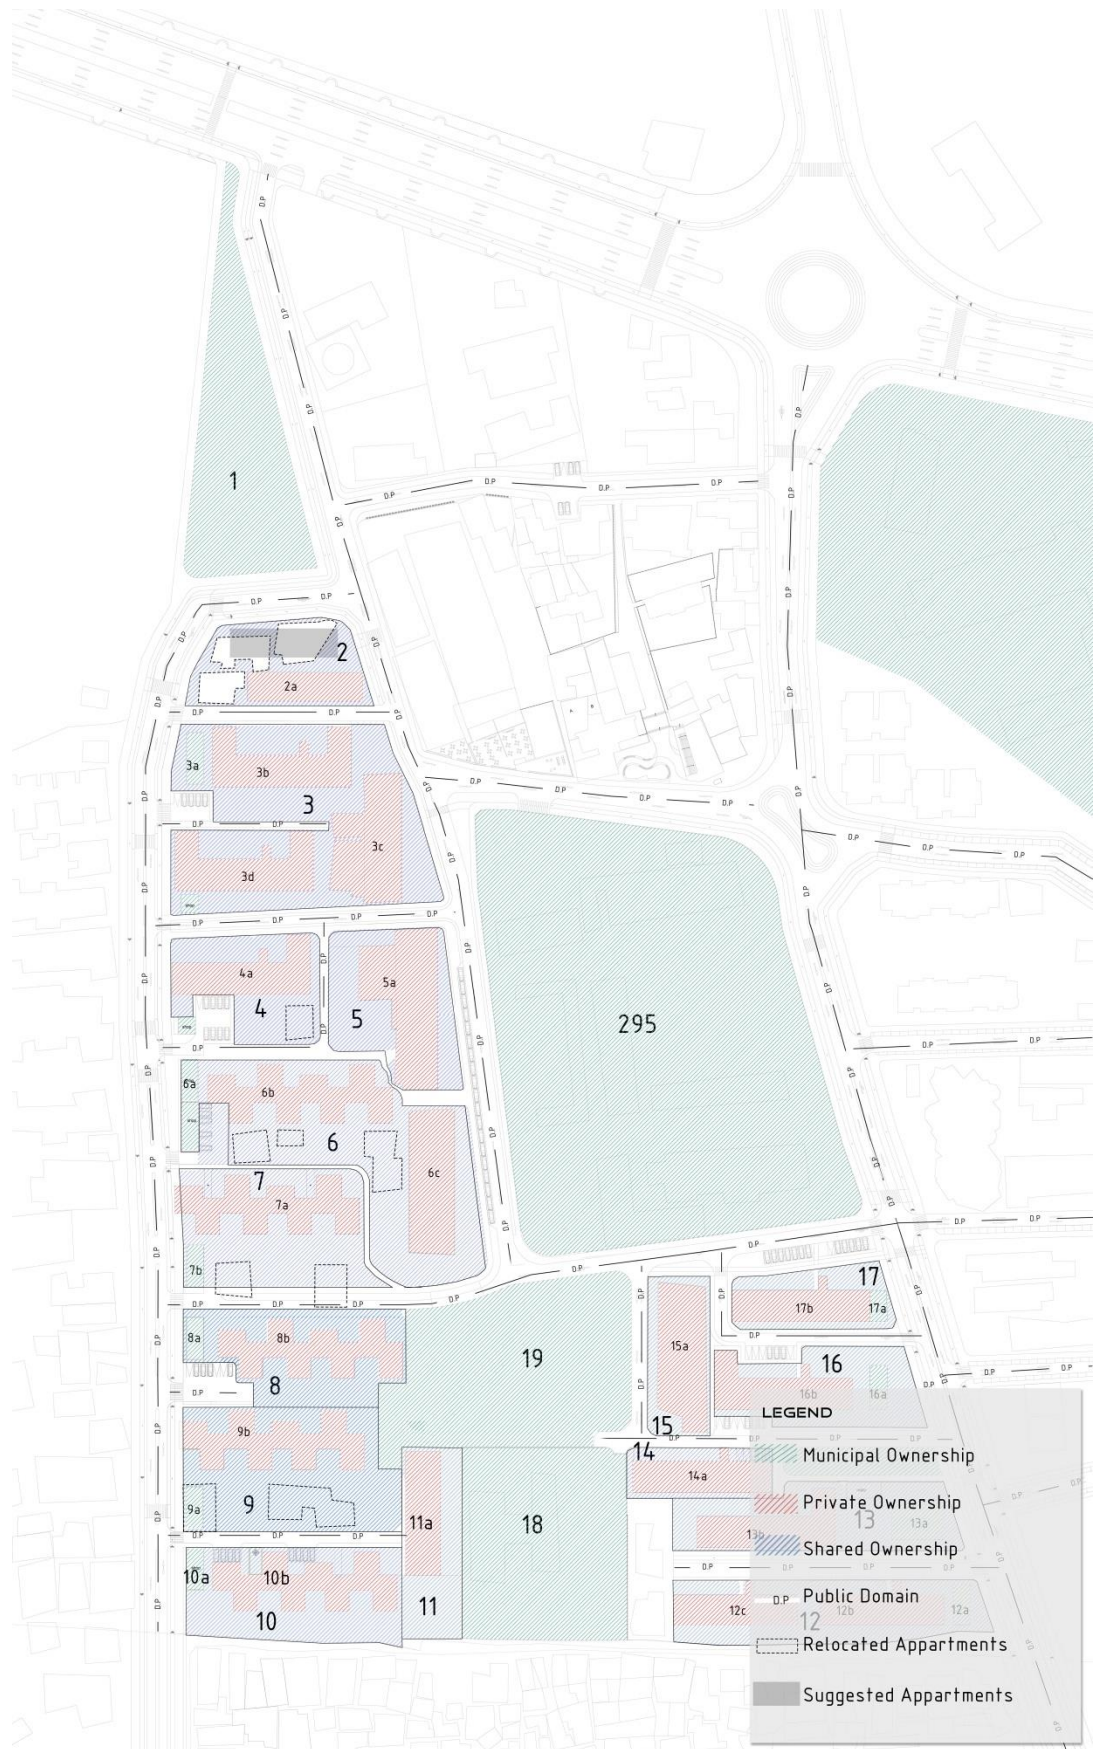 D.P
D.P
D.P
D.P
D.P
D.P
D.P
D.P
D.P
1
D.P
D.P
D.P
D.P
D.P
D.P
2
2a
D.P
D.P
3a
3b
3
D.P
D.P
D.P
D.P
D.P
D.P
3c
3d
D.P
D.P
D.P
D.P
4a
4
5a
5
D.P
295
6a
6b
6
6c
7
7a
7b
D.P
D.P
D.P
D.P
D.P
8a
8b
8
D.P
19
17
17b
17a
D.P
16
16b
16a
15a
15
D.P
9b
9a
9
D.P
D.P
D.P
14
14a
13
13b
13a
11a
11
18
10a
10b
10
D.P
D.P
D.P
D.P
12c
12b
12a
12
LEGEND
Municipal Ownership
Private Ownership
Shared Ownership
D.P Public Domain
Relocated Appartments
Suggested Appartments